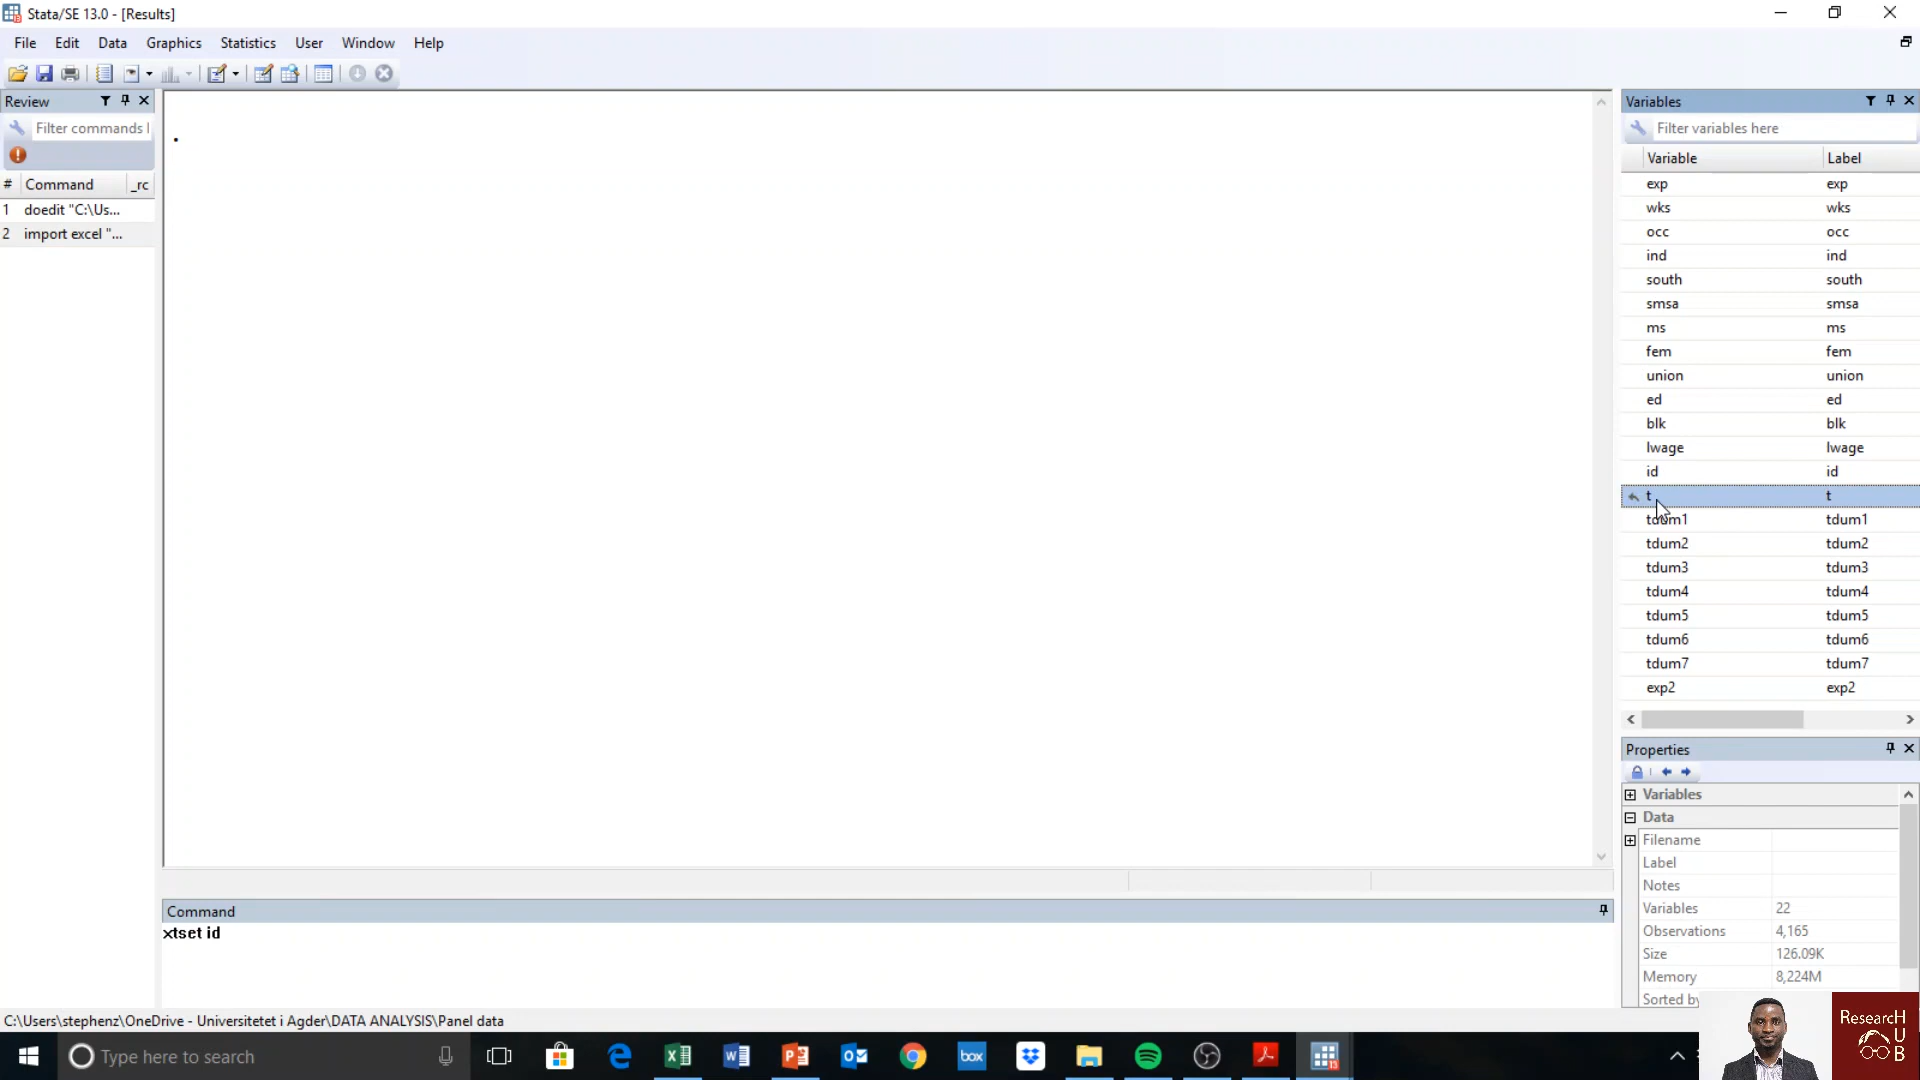 Stata/SE 13.0 - [Results]
File Edit Data Graphics Statistics User Window Help
Review
Filter commands
# Command _rc
1 doedit "C:\Us...
2 import excel "...
.
Variables
Filter variables here
Variable Label
exp exp
wks wks
occ occ
ind ind
south south
smsa smsa
ms ms
fem fem
union union
ed ed
blk blk
lwage lwage
id id
t t
tdum1 tdum1
tdum2 tdum2
tdum3 tdum3
tdum4 tdum4
tdum5 tdum5
tdum6 tdum6
tdum7 tdum7
exp2 exp2
Properties
Variables
Data
Filename
Label
Notes
Variables 22
Observations 4,165
Size 126.09K
Memory 8,224M
Sorted by
Command
xtset id
C:\Users\stephenz\OneDrive - Universitetet i Agder\DATA ANALYSIS\Panel data
Type here to search
box
ResearcH
U
B